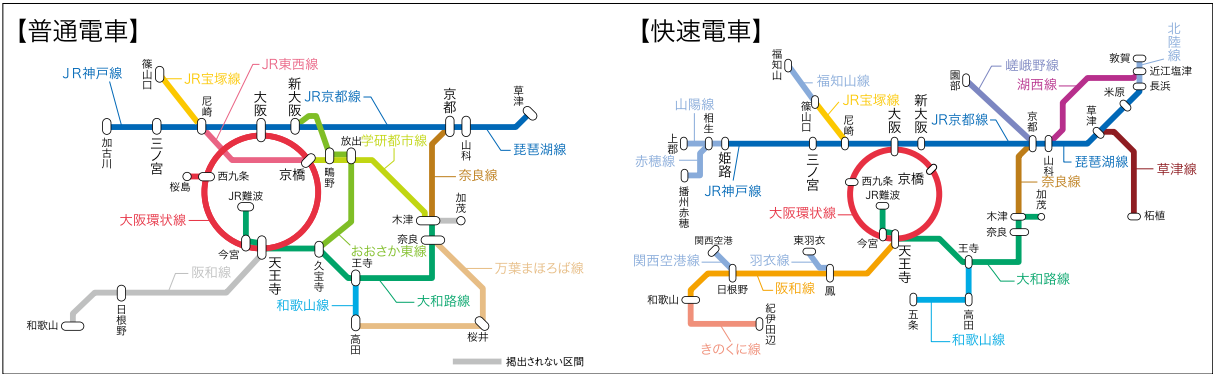 【普通電車】
JR神戸線
篠山口
JR宝塚線
JR東西線
尼崎
大阪
新大阪
JR京都線
京都
草津
加古川
三ノ宮
放出
学研都市線
山科
琵琶湖線
鴫野
京橋
奈良線
桜島
西九条
JR難波
大阪環状線
木津
加茂
今宮
天王寺
久宝寺
おおさか東線
奈良
王寺
万葉まほろば線
阪和線
大和路線
和歌山線
和歌山
日根野
高田
桜井
掲出されない区間
【快速電車】
福知山
福知山線
園部
嵯峨野線
湖西線
北陸線
敦賀
近江塩津
長浜
米原
山陽線
相生
篠山口
JR宝塚線
尼崎
大阪
新大阪
JR京都線
京都
草津
上郡
赤穂線
播州赤穂
姫路
JR神戸線
三ノ宮
山科
琵琶湖線
草津線
西九条
京橋
JR難波
奈良線
加茂
柘植
大阪環状線
木津
奈良
今宮
天王寺
王寺
関西空港
東羽衣
関西空港線
羽衣線
日根野
阪和線
鳳
大和路線
和歌山
紀伊田辺
五条
高田
きのくに線
和歌山線